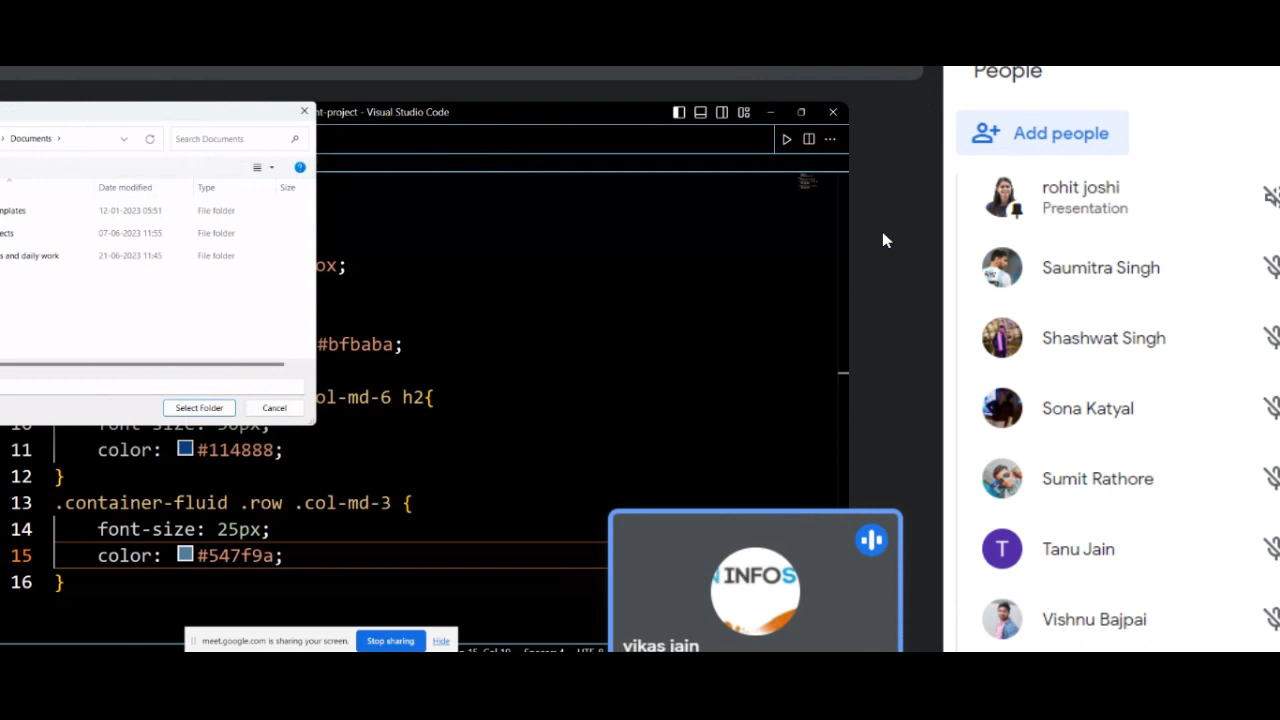 People
nt-project - Visual Studio Code
Documents
Search Documents
Add people
Date modified
Type
Size
rohit joshi
Presentation
mplates
12-01-2023 05:51
File folder
ects
07-06-2023 11:55
File folder
s and daily work
21-06-2023 11:45
File folder
ox;
Saumitra Singh
#bfbaba;
Shashwat Singh
ol-md-6 h2{
Select Folder
Cancel
Sona Katyal
11 color: #114888;
12 }
Sumit Rathore
13 .container-fluid .row .col-md-3 {
14 font-size: 25px;
15 color: #547f9a;
T
Tanu Jain
16 }
INFOS
Vishnu Bajpai
meet.google.com is sharing your screen.
Stop sharing
Hide
vikas jain